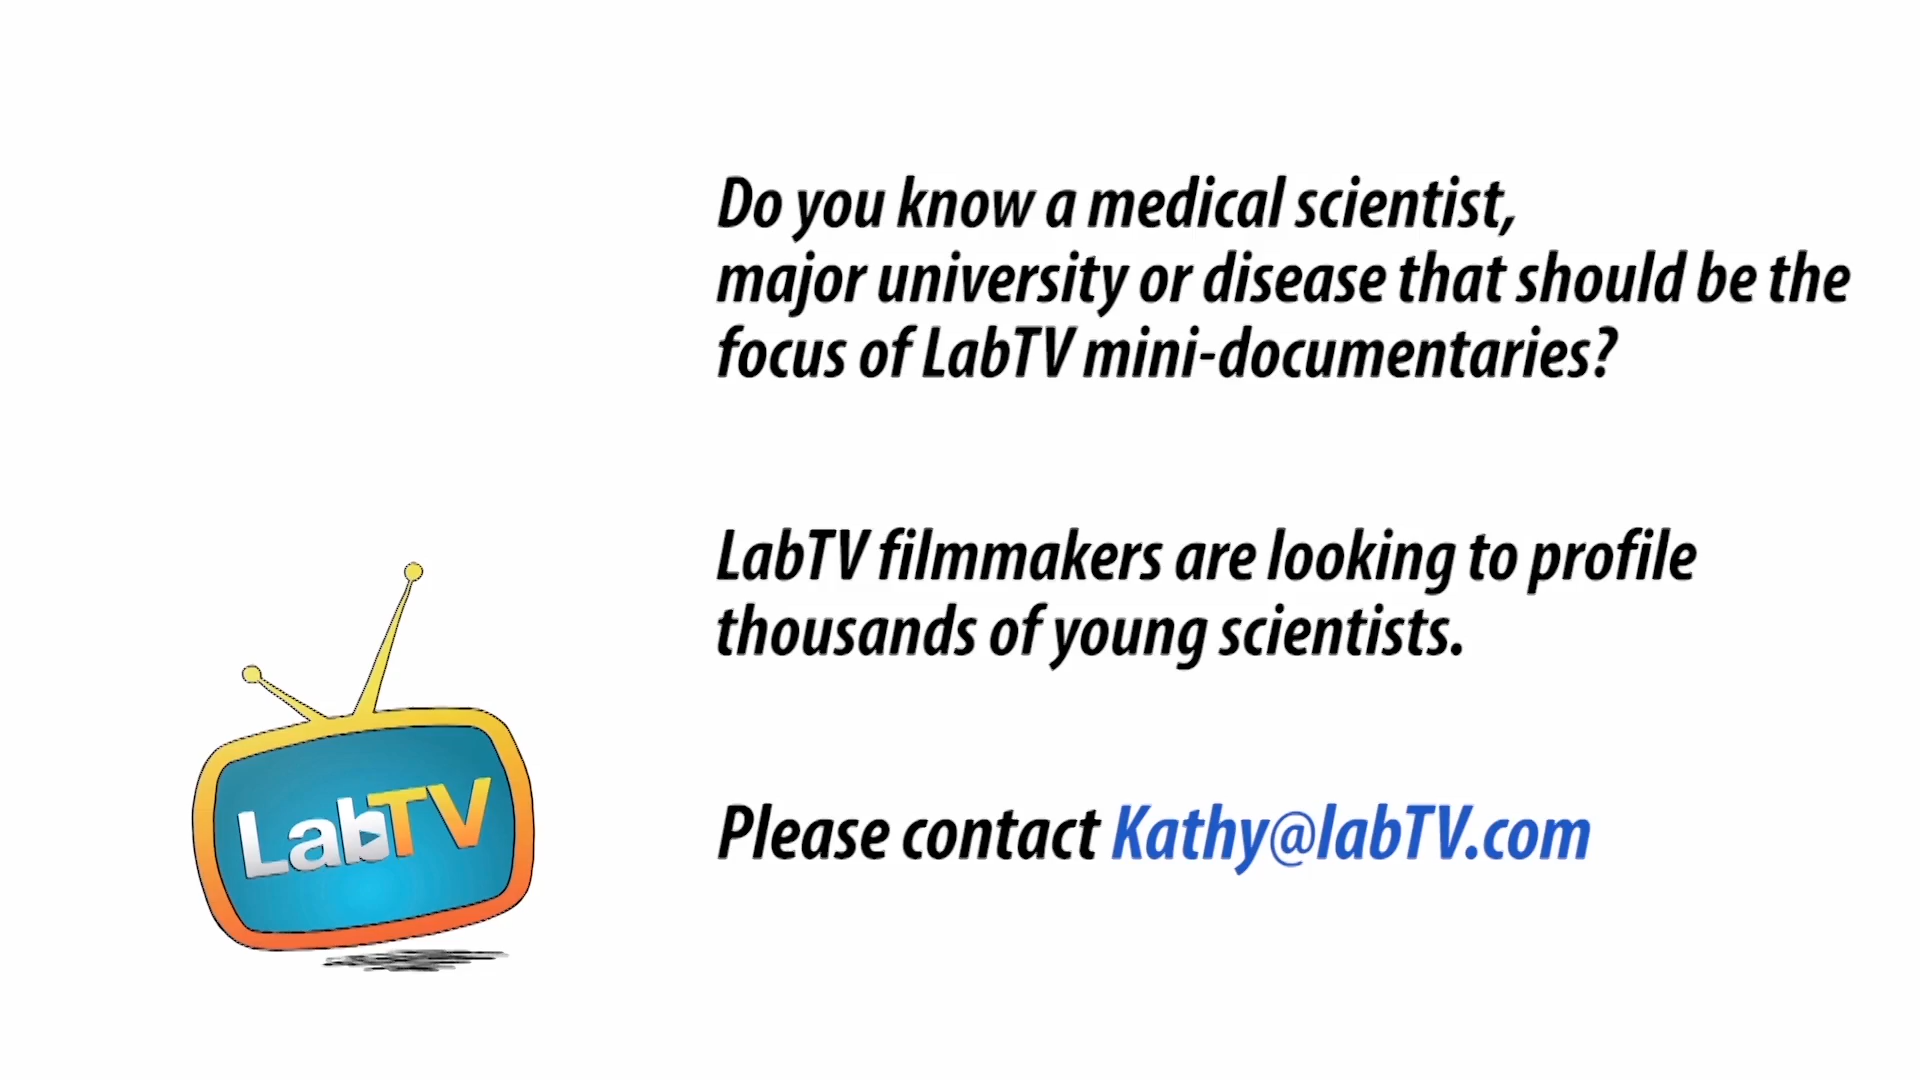 Do you know a medical scientist,
major university or disease that should be the
focus of LabTV mini-documentaries?
LabTV filmmakers are looking to profile
thousands of young scientists.
Please contact Kathy@labTV.com
LabTV